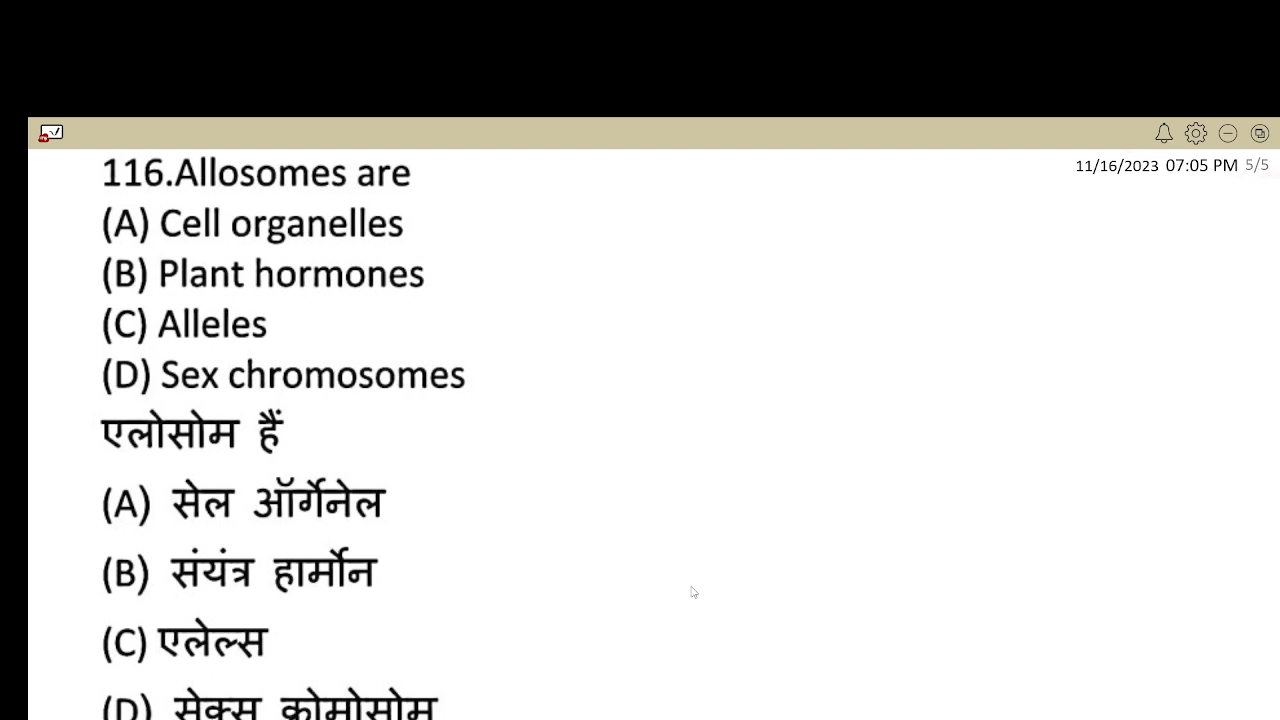 11/16/2023 07:05 PM 5/5
116.Allosomes are
(A) Cell organelles
(B) Plant hormones
(C) Alleles
(D) Sex chromosomes
एलोसोम हैं
(A) सेल ऑर्गेनेल
(B) संयंत्र हार्मोन
(C) एलेल्स
(D) सेक्स क्रोमोसोम